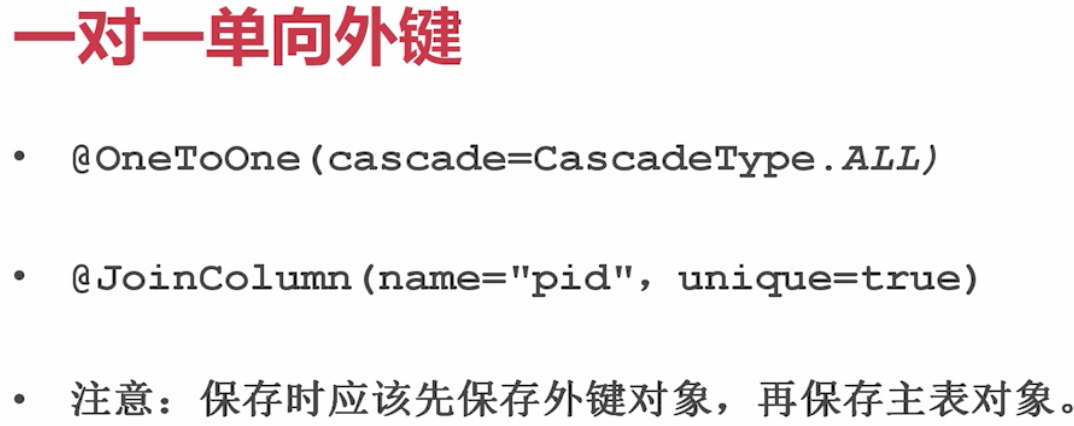 一对一单向外键
• @OneToOne(cascade=CascadeType.ALL)
• @JoinColumn(name="pid"，unique=true)
• 注意：保存时应该先保存外键对象，再保存主表对象。